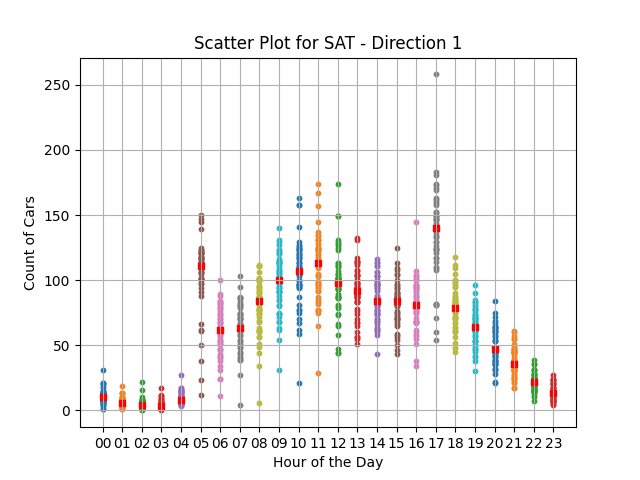 Scatter Plot for SAT - Direction 1
Count of Cars
250
200
150
100
50
0
00 01 02 03 04 05 06 07 08 09 10 11 12 13 14 15 16 17 18 19 20 21 22 23
Hour of the Day